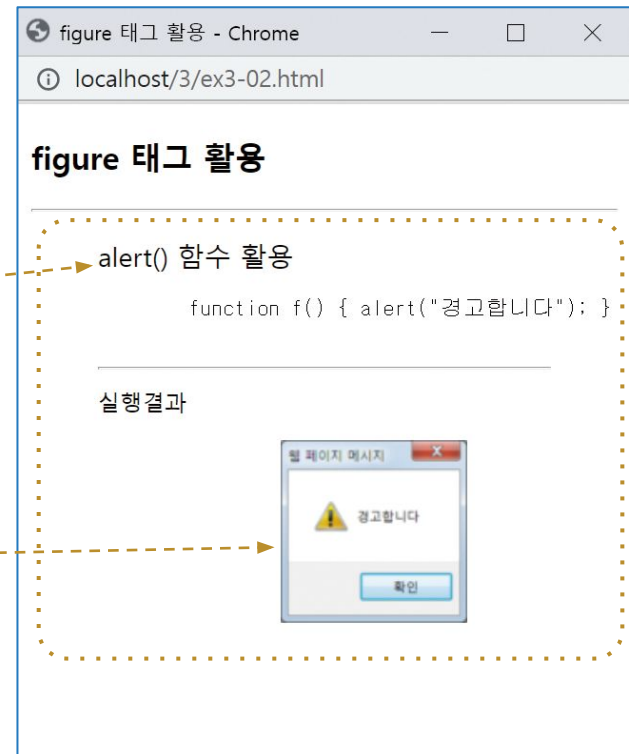 figure 태그 활용 - Chrome
localhost/3/ex3-02.html
figure 태그 활용
alert() 함수 활용
function f() { alert("경고합니다"); }
실행결과
웹 페이지 메시지
경고합니다
확인